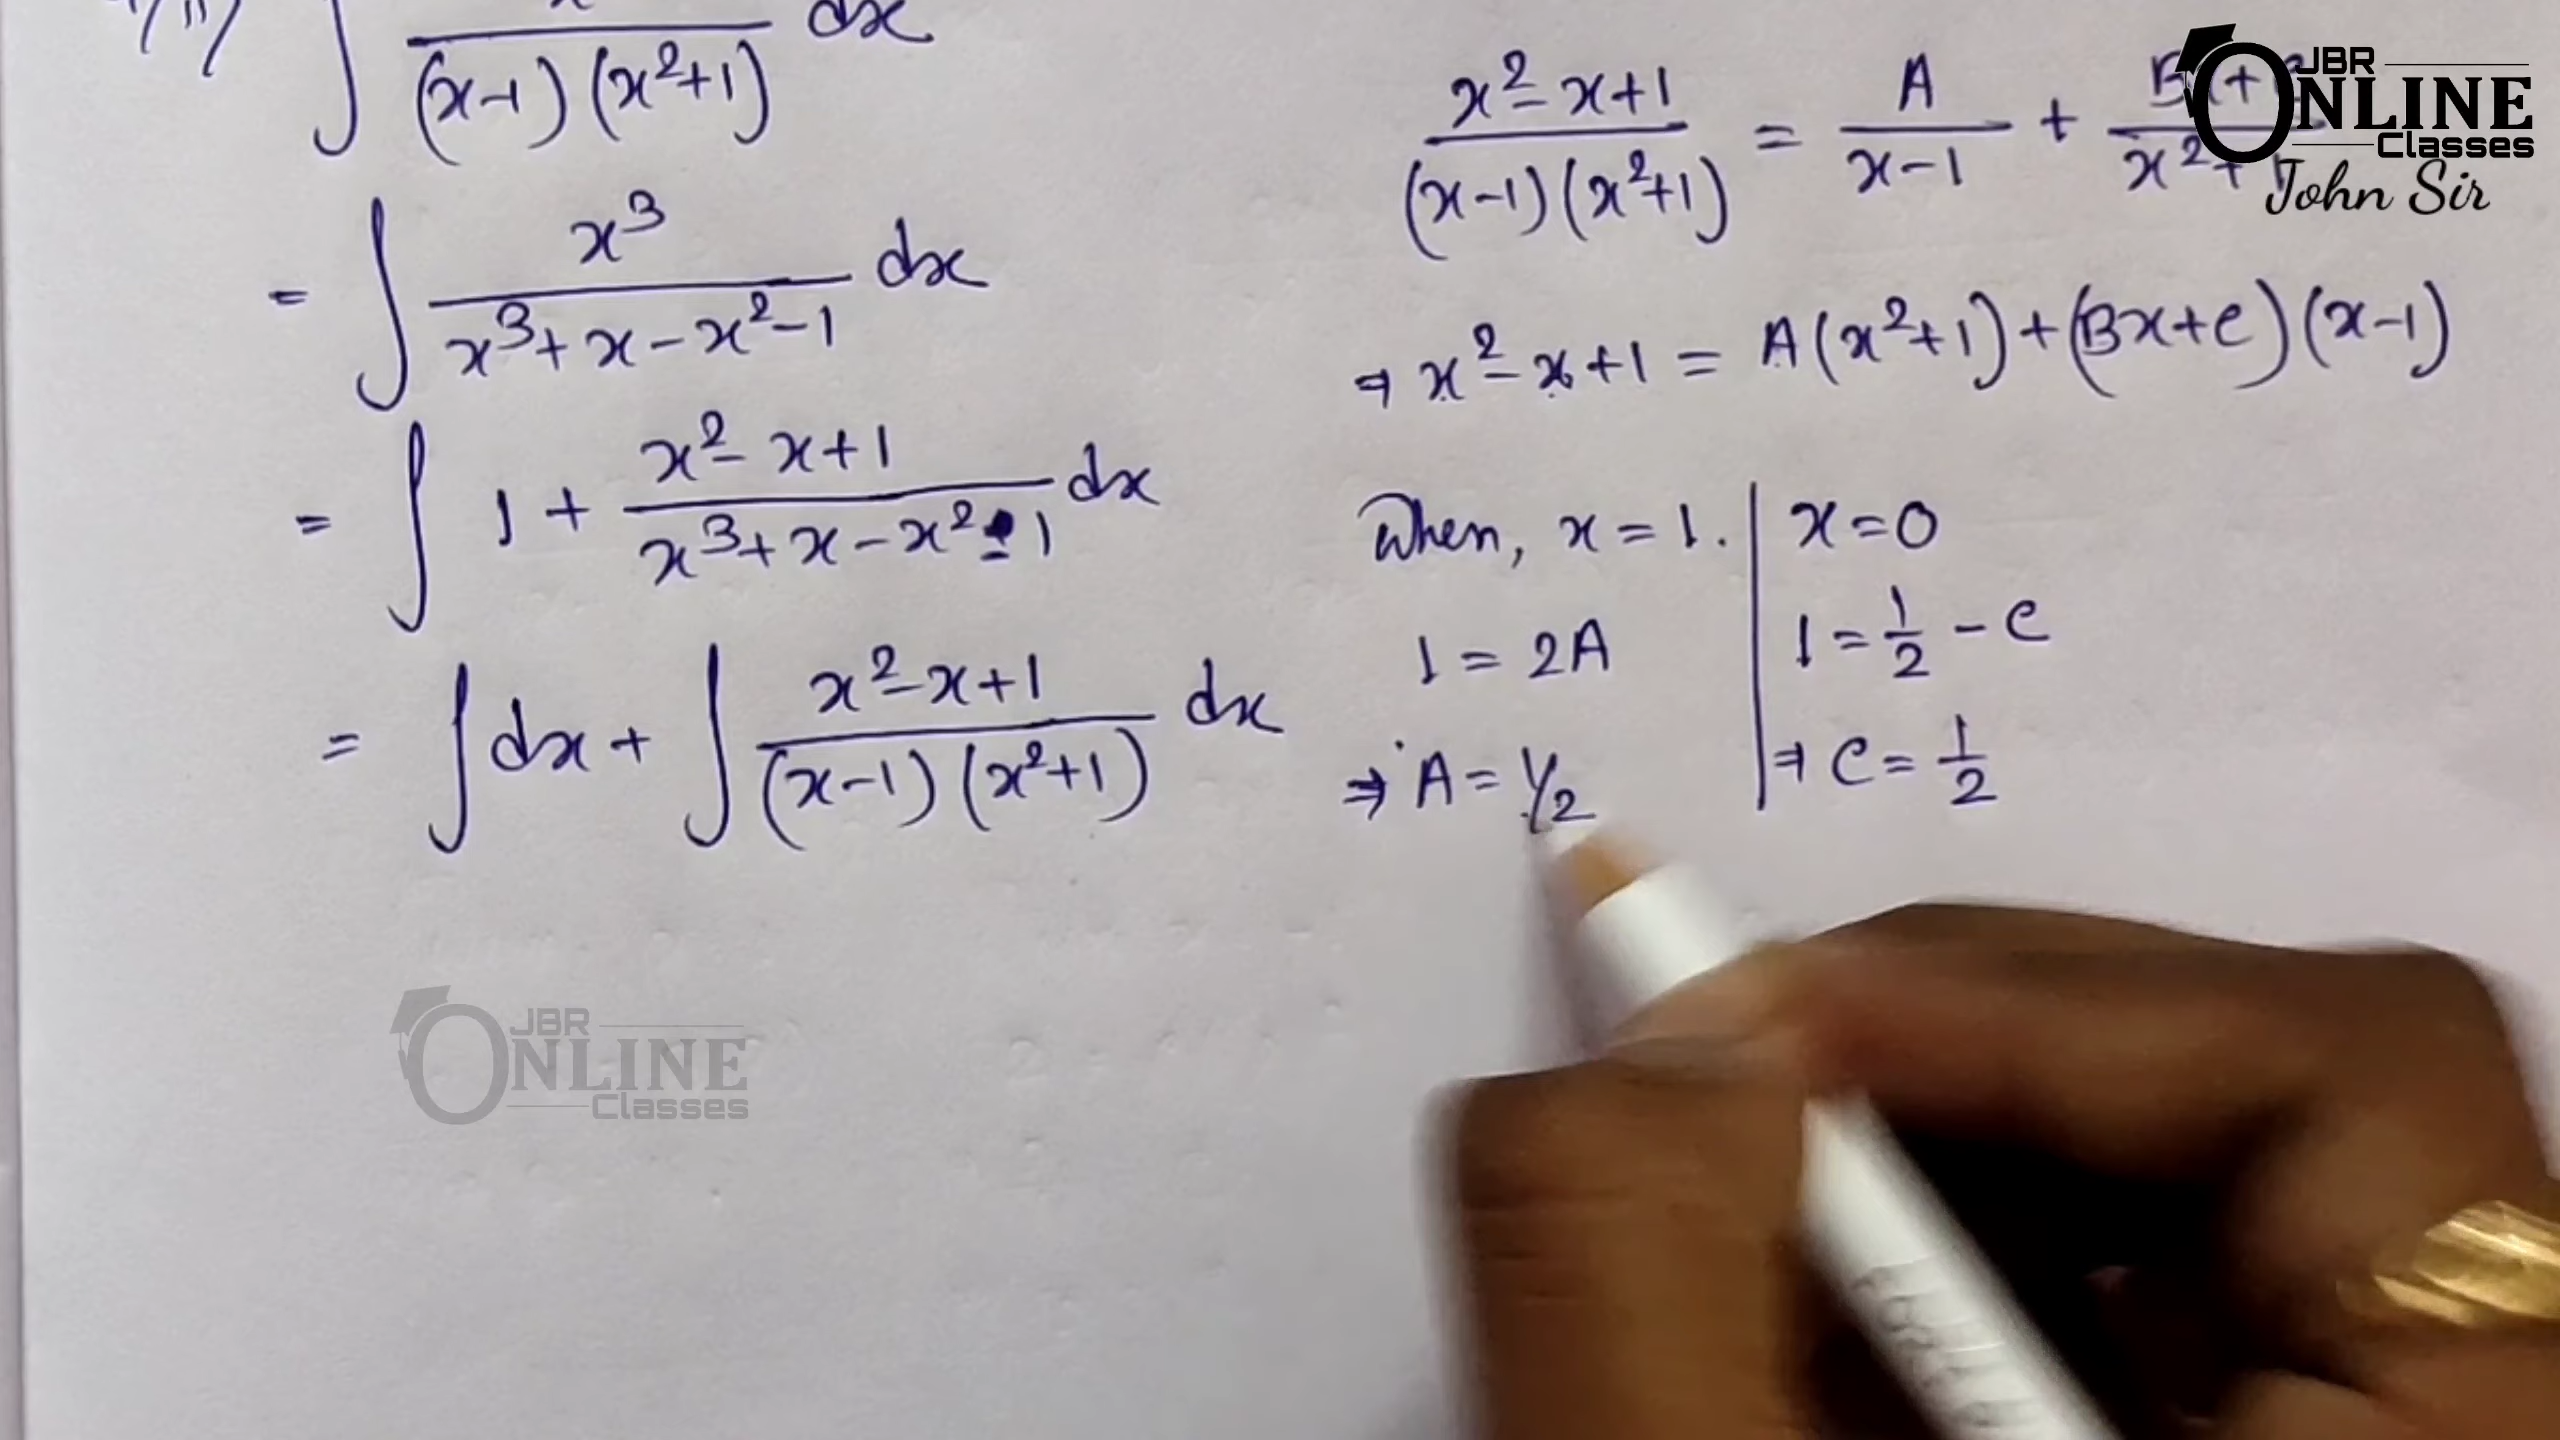 ∫ / (x-1)(x²+1) dx
= ∫ x³ / (x³+x-x²-1) dx
= ∫ 1 + (x²-x+1) / (x³+x-x²-1) dx
= ∫ dx + ∫ (x²-x+1) / ((x-1)(x²+1)) dx
(x²-x+1) / ((x-1)(x²+1)) = A / (x-1) + / x²+
⇒ x²-x+1 = A(x²+1)+(Bx+C)(x-1)
When, x = 1.
1 = 2A
⇒ A = 1/2
x = 0
1 = 1/2 - C
⇒ C = 1/2
JBR
ONLINE
Classes
John Sir
JBR
ONLINE
Classes